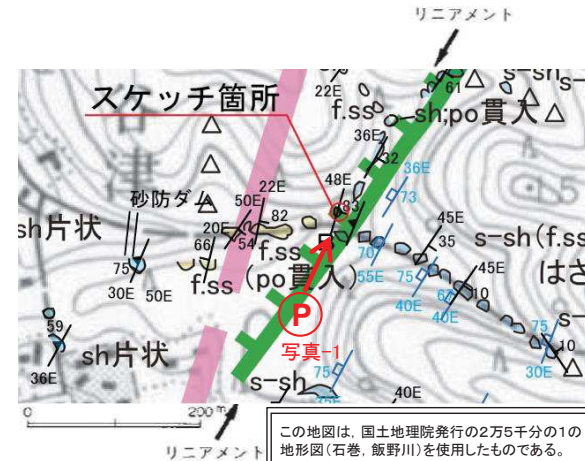 リニアメント
スケッチ箇所
22E
f.ss
sh;po貫入
s-sh
61
36E
32
36E
73
48E
83
砂防ダム
50E
22E
82
20E
54
66
f.ss
(po貫入)
f.ss
sh片状
75
30E
50E
70
55E
45E
35
s-sh(f.ss
はさ
75
40E
67
40E
45E
10
75
30E
10
P
写真-1
59
36E
sh片状
s-sh
40E
0
200 m
リニアメント
この地図は，国土地理院発行の2万5千分の1の
地形図(石巻，飯野川)を使用したものである。